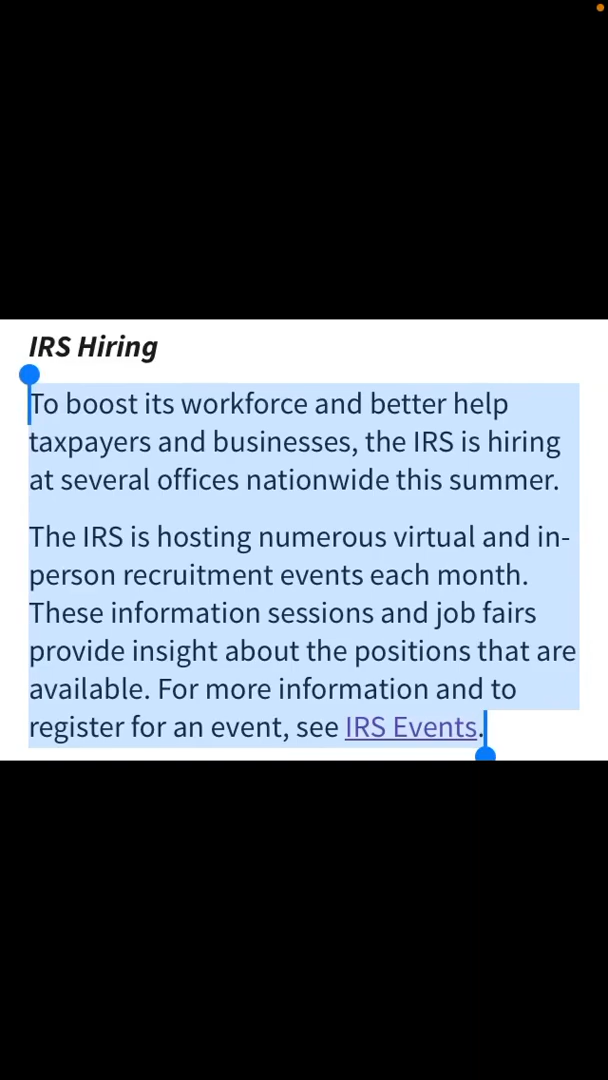 IRS Hiring
To boost its workforce and better help
taxpayers and businesses, the IRS is hiring
at several offices nationwide this summer.
The IRS is hosting numerous virtual and in-
person recruitment events each month.
These information sessions and job fairs
provide insight about the positions that are
available. For more information and to
register for an event, see IRS Events.